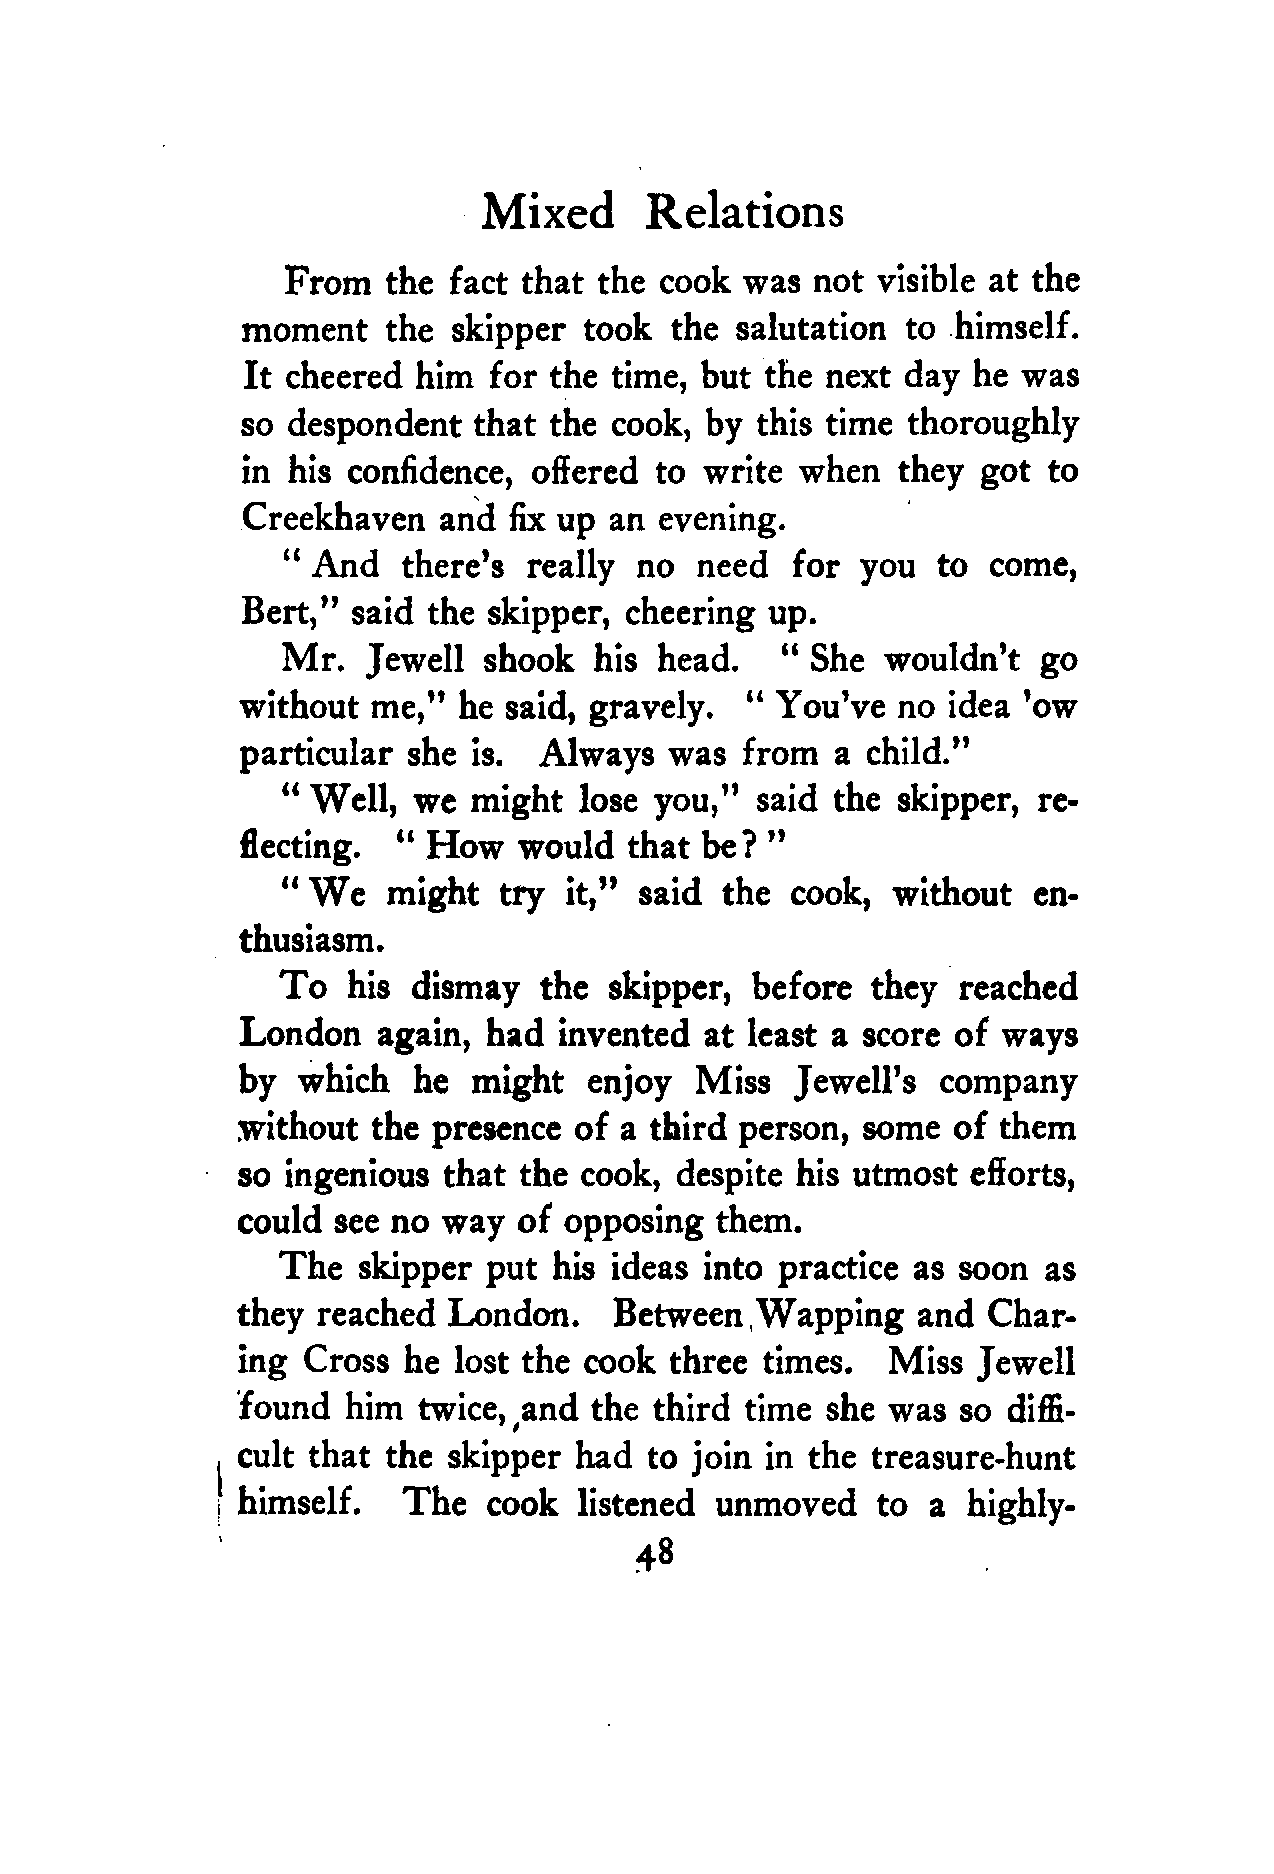 Mixed Relations
From the fact that the cook was not visible at the
moment the skipper took the salutation to himself.
It cheered him for the time, but the next day he was
so despondent that the cook, by this time thoroughly
in his confidence, offered to write when they got to
Creekhaven and fix up an evening.
“ And there’s really no need for you to come,
Bert,” said the skipper, cheering up.
Mr. Jewell shook his head. “ She wouldn’t go
without me,” he said, gravely. “ You’ve no idea ’ow
particular she is. Always was from a child.”
“ Well, we might lose you,” said the skipper, re-
flecting. “ How would that be? ”
“ We might try it,” said the cook, without en-
thusiasm.
To his dismay the skipper, before they reached
London again, had invented at least a score of ways
by which he might enjoy Miss Jewell’s company
without the presence of a third person, some of them
so ingenious that the cook, despite his utmost efforts,
could see no way of opposing them.
The skipper put his ideas into practice as soon as
they reached London. Between Wapping and Char-
ing Cross he lost the cook three times. Miss Jewell
found him twice, and the third time she was so diffi-
cult that the skipper had to join in the treasure-hunt
himself. The cook listened unmoved to a highly-
48